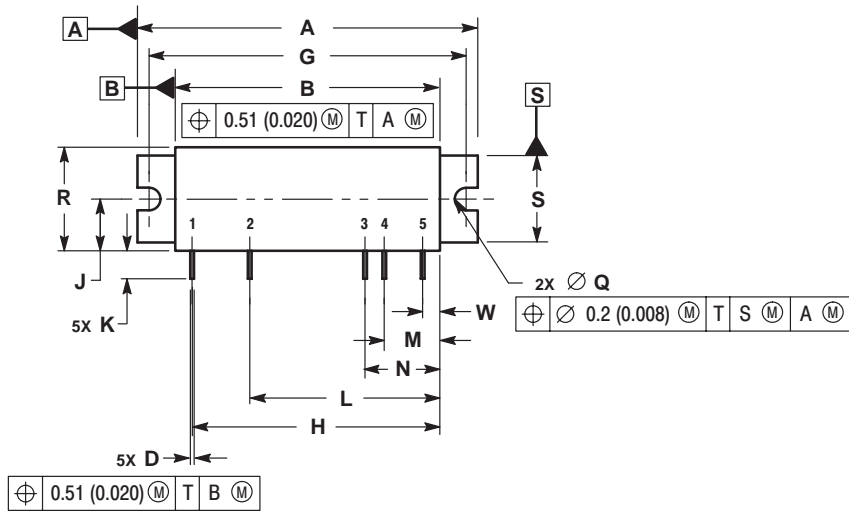 A A
G
B B
S
⌖ 0.51 (0.020) Ⓜ T A Ⓜ
R S
1 2 3 4 5
J
2X ∅ Q
5X K
W
⌖ ∅ 0.2 (0.008) Ⓜ T S Ⓜ A Ⓜ
M
N
L
H
5X D
⌖ 0.51 (0.020) Ⓜ T B Ⓜ